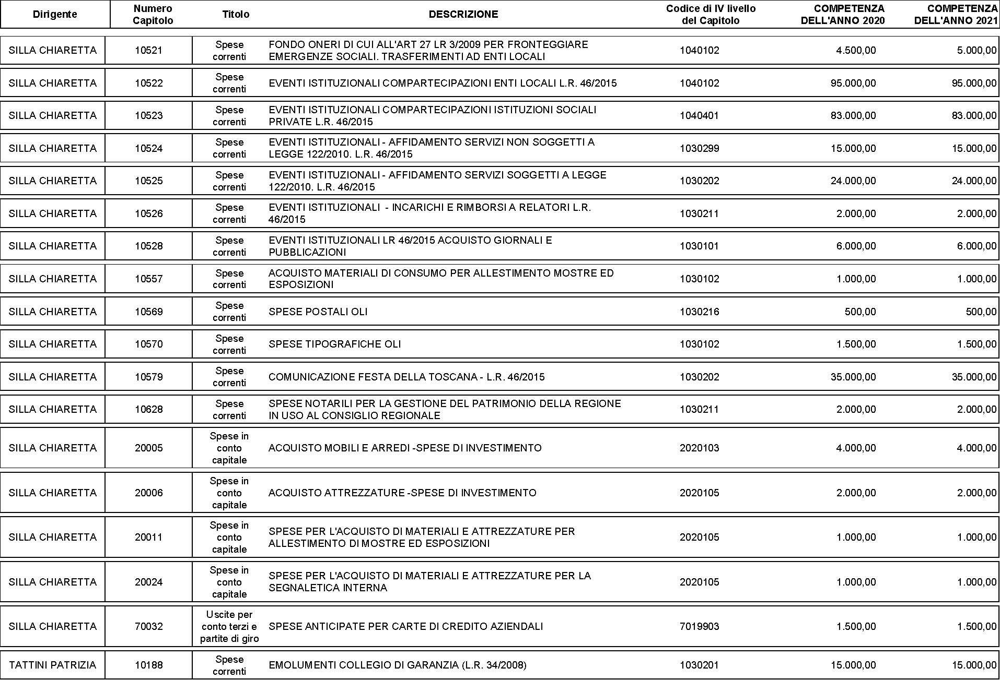 Dirigente Numero Capitolo Titolo DESCRIZIONE Codice di IV livello del Capitolo COMPETENZA DELL'ANNO 2020 COMPETENZA DELL'ANNO 2021
SILLA CHIARETTA 10521 Spese correnti FONDO ONERI DI CUI ALL'ART 27 LR 3/2009 PER FRONTEGGIARE EMERGENZE SOCIALI. TRASFERIMENTI AD ENTI LOCALI 1040102 4.500,00 5.000,00
SILLA CHIARETTA 10522 Spese correnti EVENTI ISTITUZIONALI COMPARTECIPAZIONI ENTI LOCALI L.R. 46/2015 1040102 95.000,00 95.000,00
SILLA CHIARETTA 10523 Spese correnti EVENTI ISTITUZIONALI COMPARTECIPAZIONI ISTITUZIONI SOCIALI PRIVATE L.R. 46/2015 1040401 83.000,00 83.000,00
SILLA CHIARETTA 10524 Spese correnti EVENTI ISTITUZIONALI - AFFIDAMENTO SERVIZI NON SOGGETTI A LEGGE 122/2010. L.R. 46/2015 1030299 15.000,00 15.000,00
SILLA CHIARETTA 10525 Spese correnti EVENTI ISTITUZIONALI - AFFIDAMENTO SERVIZI SOGGETTI A LEGGE 122/2010. L.R. 46/2015 1030202 24.000,00 24.000,00
SILLA CHIARETTA 10526 Spese correnti EVENTI ISTITUZIONALI - INCARICHI E RIMBORSI A RELATORI L.R. 46/2015 1030211 2.000,00 2.000,00
SILLA CHIARETTA 10528 Spese correnti EVENTI ISTITUZIONALI LR 46/2015 ACQUISTO GIORNALI E PUBBLICAZIONI 1030101 6.000,00 6.000,00
SILLA CHIARETTA 10557 Spese correnti ACQUISTO MATERIALI DI CONSUMO PER ALLESTIMENTO MOSTRE ED ESPOSIZIONI 1030102 1.000,00 1.000,00
SILLA CHIARETTA 10569 Spese correnti SPESE POSTALI OLI 1030216 500,00 500,00
SILLA CHIARETTA 10570 Spese correnti SPESE TIPOGRAFICHE OLI 1030102 1.500,00 1.500,00
SILLA CHIARETTA 10579 Spese correnti COMUNICAZIONE FESTA DELLA TOSCANA - L.R. 46/2015 1030202 35.000,00 35.000,00
SILLA CHIARETTA 10628 Spese correnti SPESE NOTARILI PER LA GESTIONE DEL PATRIMONIO DELLA REGIONE IN USO AL CONSIGLIO REGIONALE 1030211 2.000,00 2.000,00
SILLA CHIARETTA 20005 Spese in conto capitale ACQUISTO MOBILI E ARREDI -SPESE DI INVESTIMENTO 2020103 4.000,00 4.000,00
SILLA CHIARETTA 20006 Spese in conto capitale ACQUISTO ATTREZZATURE -SPESE DI INVESTIMENTO 2020105 2.000,00 2.000,00
SILLA CHIARETTA 20011 Spese in conto capitale SPESE PER L'ACQUISTO DI MATERIALI E ATTREZZATURE PER ALLESTIMENTO DI MOSTRE ED ESPOSIZIONI 2020105 1.000,00 1.000,00
SILLA CHIARETTA 20024 Spese in conto capitale SPESE PER L'ACQUISTO DI MATERIALI E ATTREZZATURE PER LA SEGNALETICA INTERNA 2020105 1.000,00 1.000,00
SILLA CHIARETTA 70032 Uscite per conto terzi e partite di giro SPESE ANTICIPATE PER CARTE DI CREDITO AZIENDALI 7019903 1.500,00 1.500,00
TATTINI PATRIZIA 10188 Spese correnti EMOLUMENTI COLLEGIO DI GARANZIA (L.R. 34/2008) 1030201 15.000,00 15.000,00